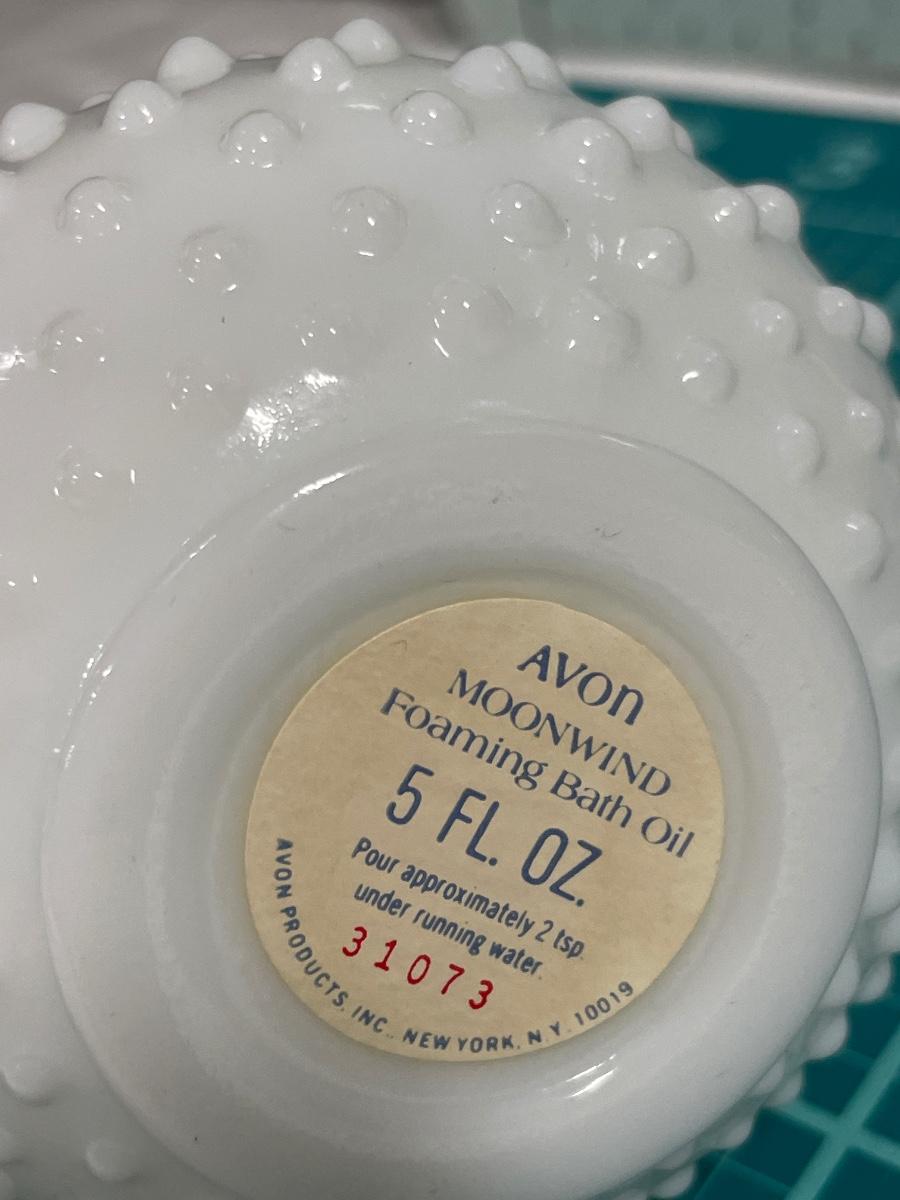 AVON
MOONWIND
Foaming Bath Oil
5 FL. OZ.
Pour approximately 2 tsp.
under running water.
31073
AVON PRODUCTS, INC., NEW YORK, N.Y. 10019